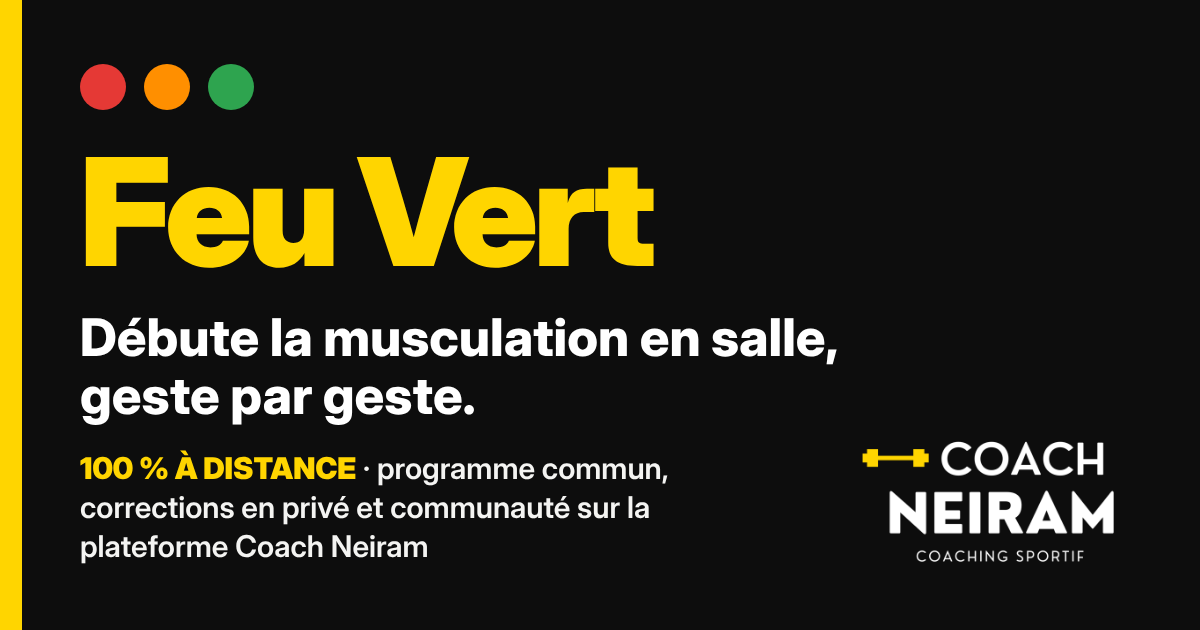 Feu Vert
Débute la musculation en salle,
geste par geste.
100 % À DISTANCE · programme commun,
corrections en privé et communauté sur la
plateforme Coach Neiram
COACH
NEIRAM
COACHING SPORTIF